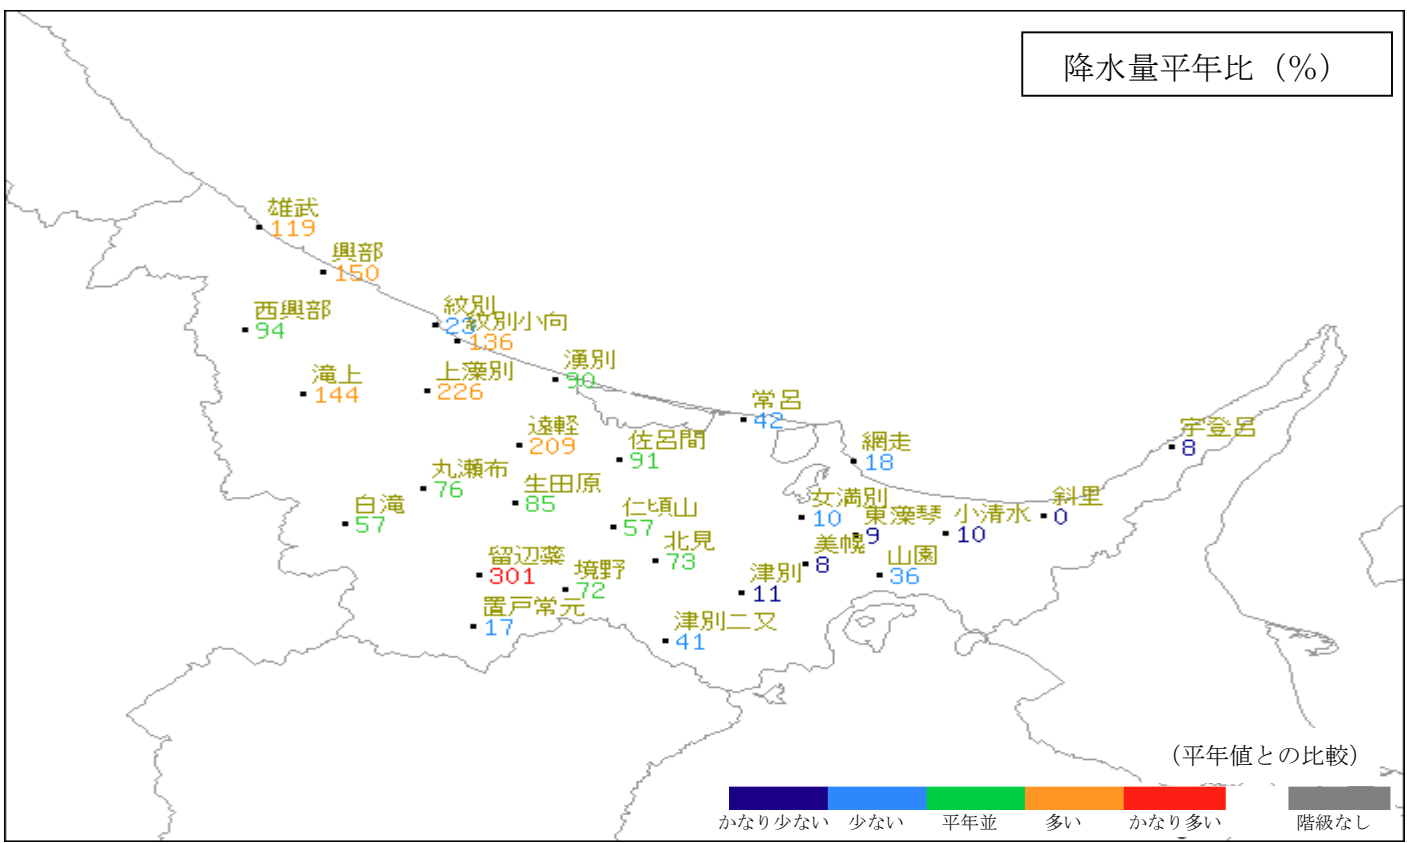 降水量平年比（％）
雄武
119
興部
150
西興部
94
紋別
23
紋別小向
136
滝上
144
上藻別
226
湧別
90
常呂
42
遠軽
209
佐呂間
91
網走
18
宇登呂
8
丸瀬布
76
生田原
85
白滝
57
仁頃山
57
女満別
10
東藻琴
9
小清水
10
斜里
0
北見
73
美幌
8
山園
36
留辺蘂
301
境野
72
津別
11
置戸常元
17
津別二又
41
（平年値との比較）
かなり少ない 少ない 平年並 多い かなり多い 階級なし